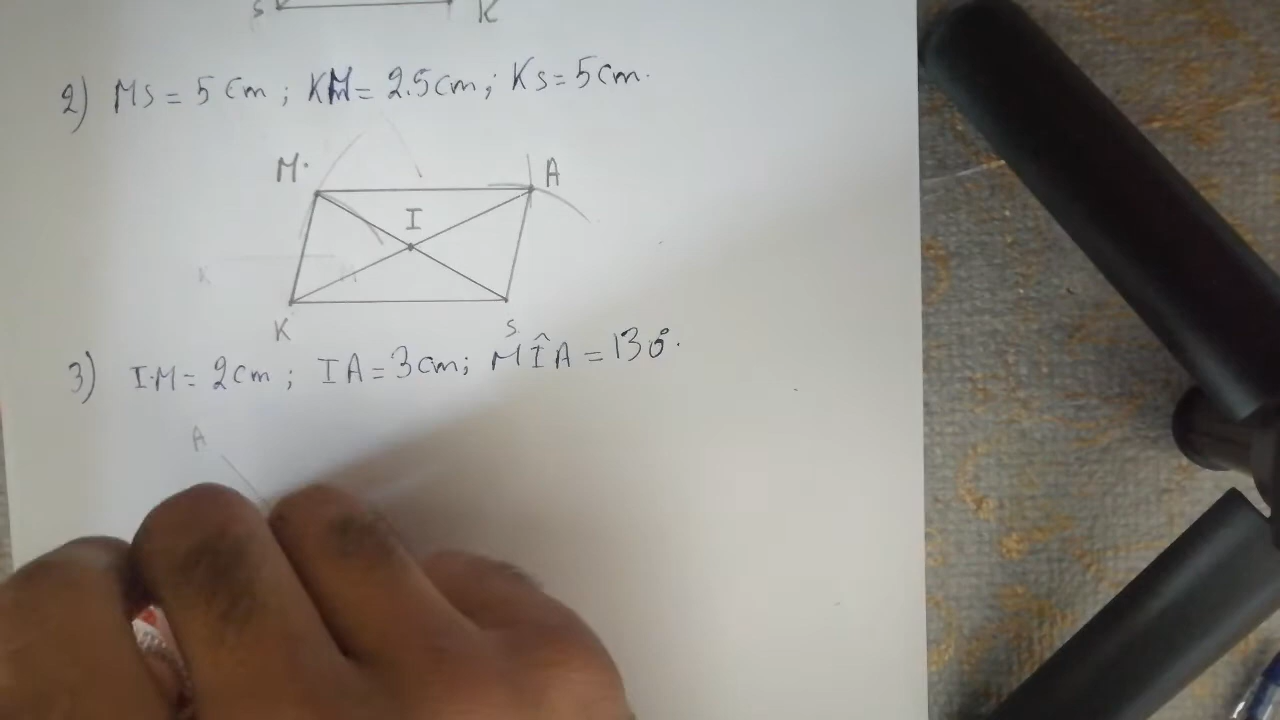 S K
2) MS = 5 cm ; KM = 2.5 cm ; KS = 5 cm.
M. A
I
K M
K S
3) IM = 2 cm ; IA = 3 cm ; MÎA = 130°.
A